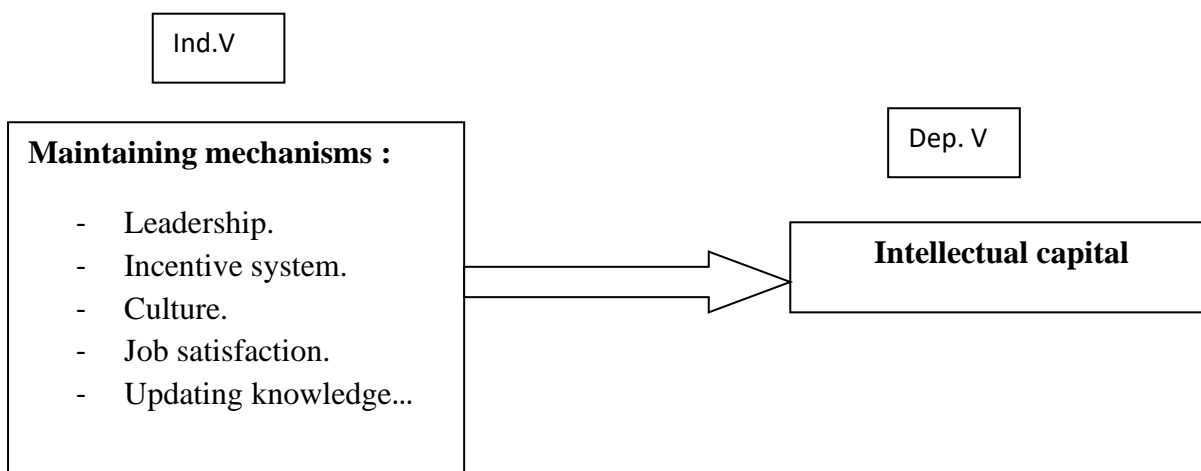 Ind.V
Maintaining mechanisms :
- Leadership.
- Incentive system.
- Culture.
- Job satisfaction.
- Updating knowledge...
Dep. V
Intellectual capital